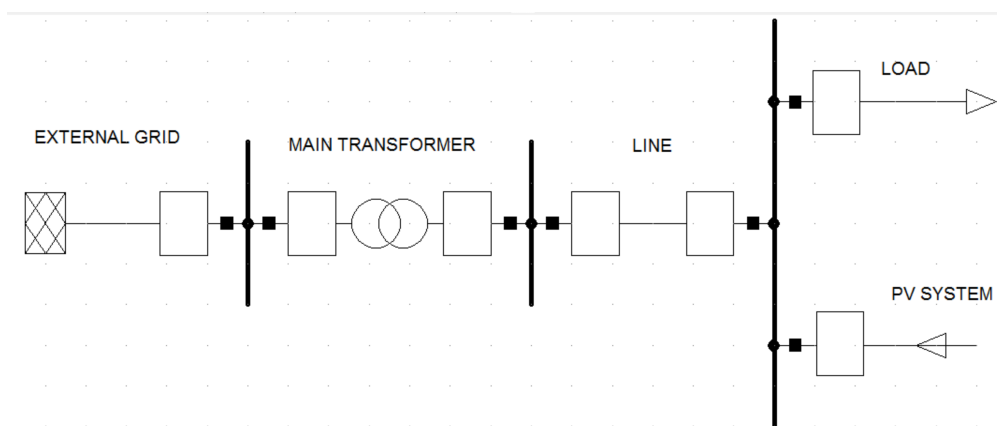 LOAD
EXTERNAL GRID
MAIN TRANSFORMER
LINE
PV SYSTEM